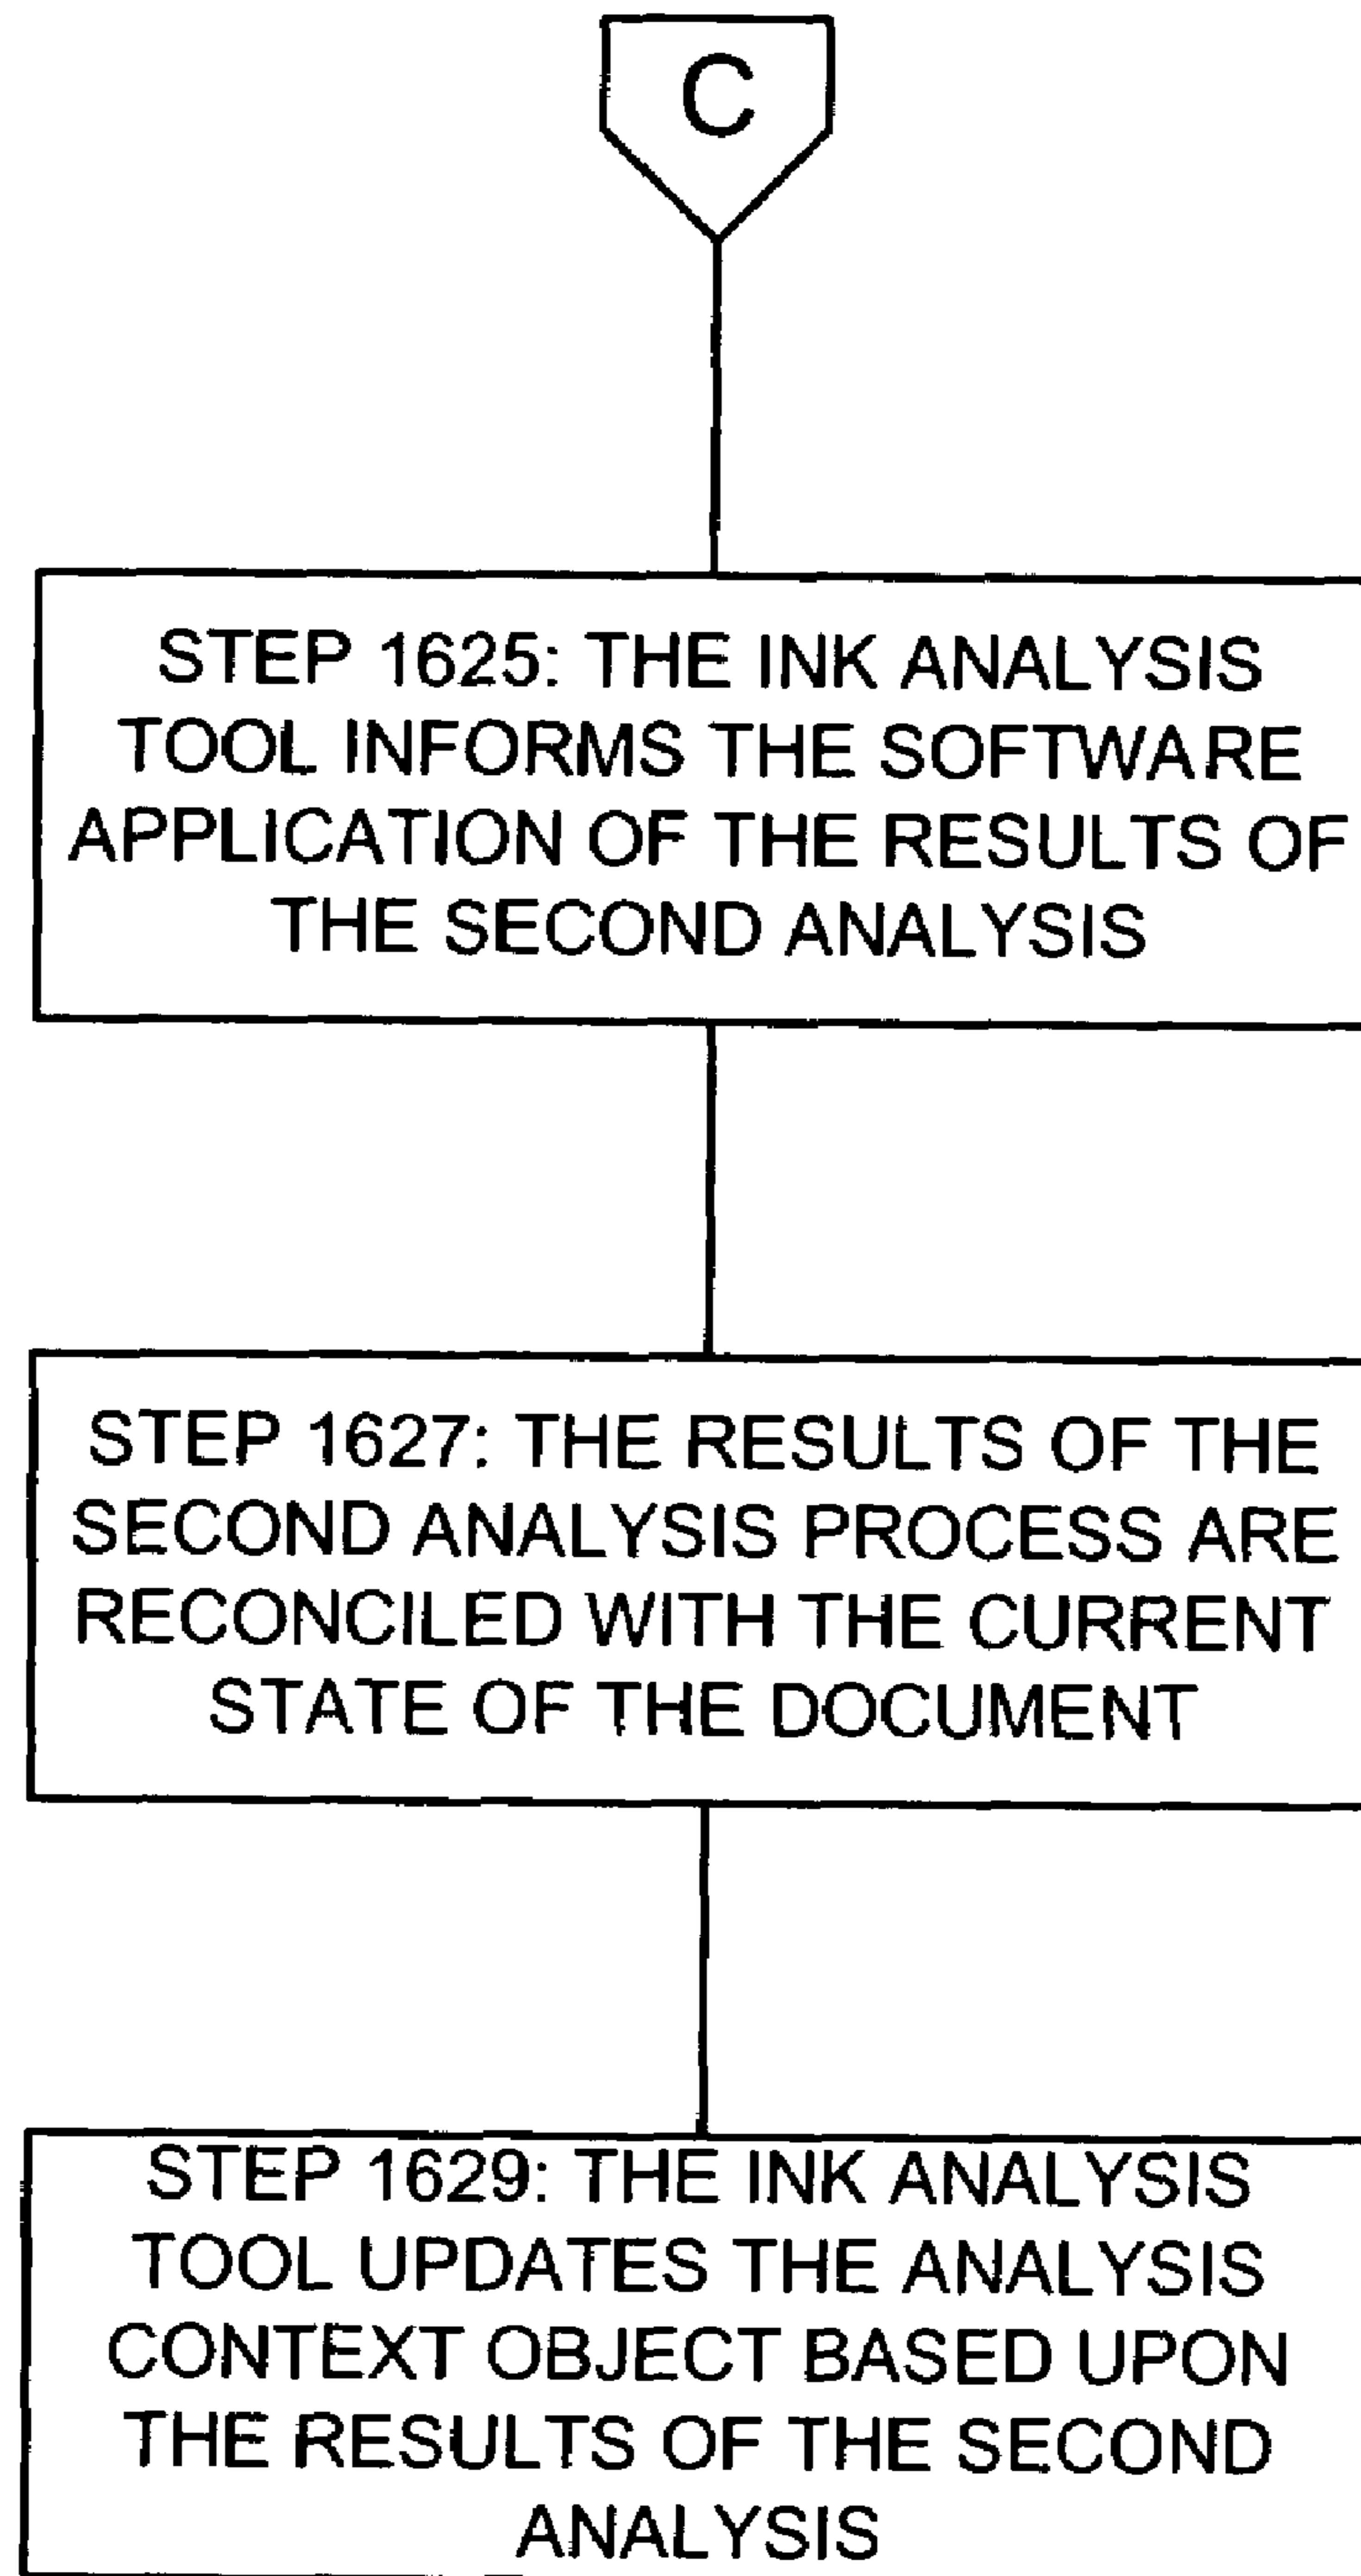 C
STEP 1625: THE INK ANALYSIS
TOOL INFORMS THE SOFTWARE
APPLICATION OF THE RESULTS OF
THE SECOND ANALYSIS
STEP 1627: THE RESULTS OF THE
SECOND ANALYSIS PROCESS ARE
RECONCILED WITH THE CURRENT
STATE OF THE DOCUMENT
STEP 1629: THE INK ANALYSIS
TOOL UPDATES THE ANALYSIS
CONTEXT OBJECT BASED UPON
THE RESULTS OF THE SECOND
ANALYSIS